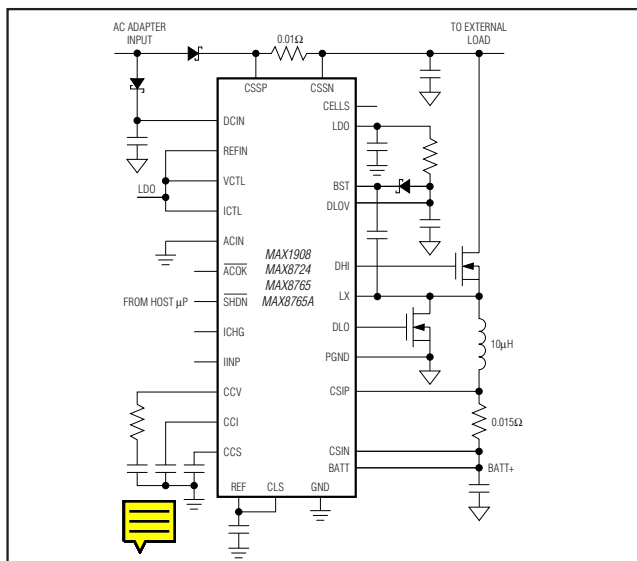 AC ADAPTER
INPUT
0.01Ω
TO EXTERNAL
LOAD
CSSP
CSSN
CELLS
DCIN
LDO
REFIN
VCTL
LDO
BST
ICTL
DLOV
ACIN
MAX1908
MAX8724
MAX8765
MAX8765A
ACOK
DHI
FROM HOST µP
SHDN
LX
ICHG
DLO
IINP
PGND
10µH
CCV
CSIP
CCI
0.015Ω
CCS
CSIN
BATT
BATT+
REF
CLS
GND